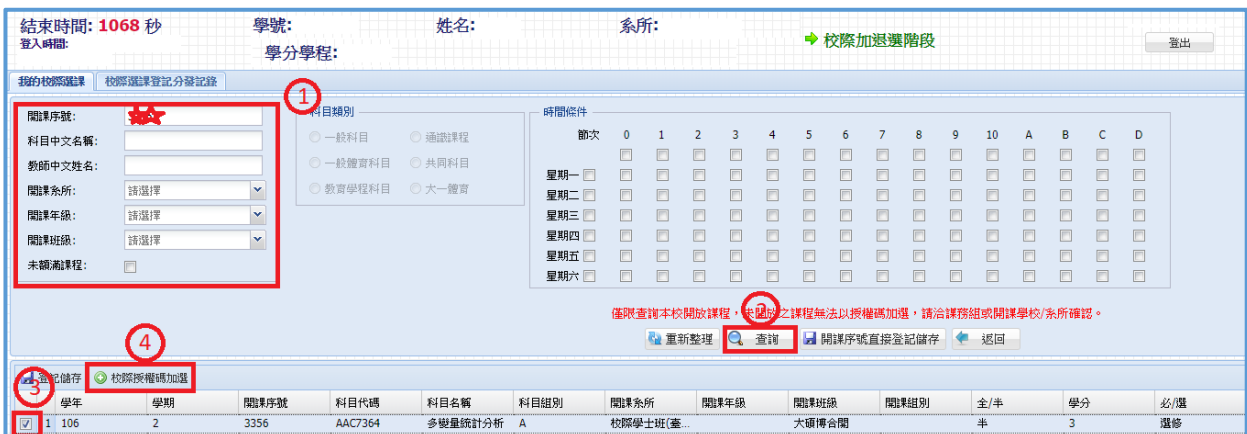 結束時間: 1068 秒 學號: 姓名: 系所: 校際加退選階段 登出
登入時間: 學分學程:
我的校際選課 校際選課登記分發記錄
1
開課序號: 科目類別 時間條件
科目中文名稱: 一般科目 通識課程 節次 0 1 2 3 4 5 6 7 8 9 10 A B C D
教師中文姓名: 一般體育科目 共同科目
開課系所: 請選擇 教育學程科目 大一體育
星期一
星期二
開課年級: 請選擇
星期三
開課班級: 請選擇
星期四
未額滿課程:
星期五
星期六
僅限查詢本校開放課程，未開放之課程無法以授權碼加選，請洽課務組或開課學校/系所確認。
2
重新整理 查詢 開課序號直接登記儲存 返回
4
3
登記儲存 校際授權碼加選
學年 學期 開課序號 科目代碼 科目名稱 科目組別 開課系所 開課年級 開課班級 開課組別 全/半 學分 必/選
1 106 2 3356 AAC7364 多變量統計分析 A 校際學士班(臺... 大碩博合開 半 3 選修